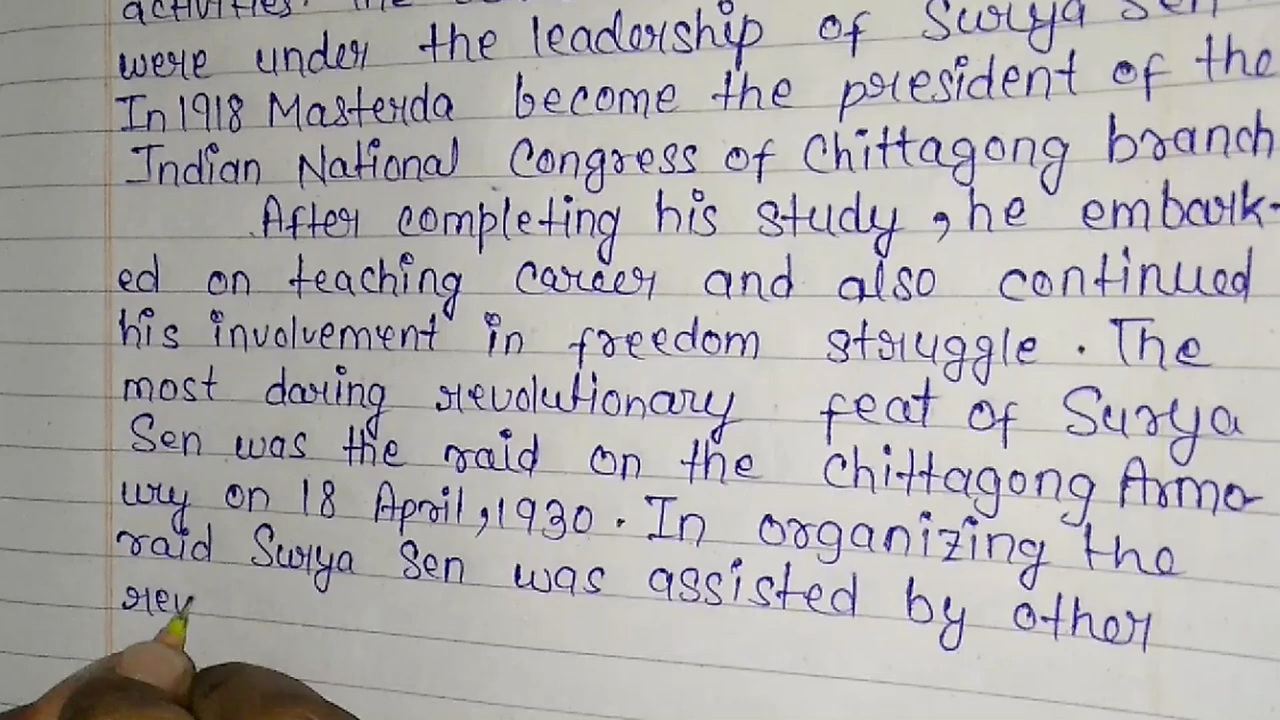 activities. The
were under the leadership of Surya Sen
In 1918 Masterda become the president of the
Indian National Congress of Chittagong branch
After completing his study, he embark-
ed on teaching career and also continued
his involvement in freedom struggle. The
most daring revolutionary feat of Surya
Sen was the raid on the Chittagong Armo
ury on 18 April, 1930. In organizing the
raid Surya Sen was assisted by other
rev